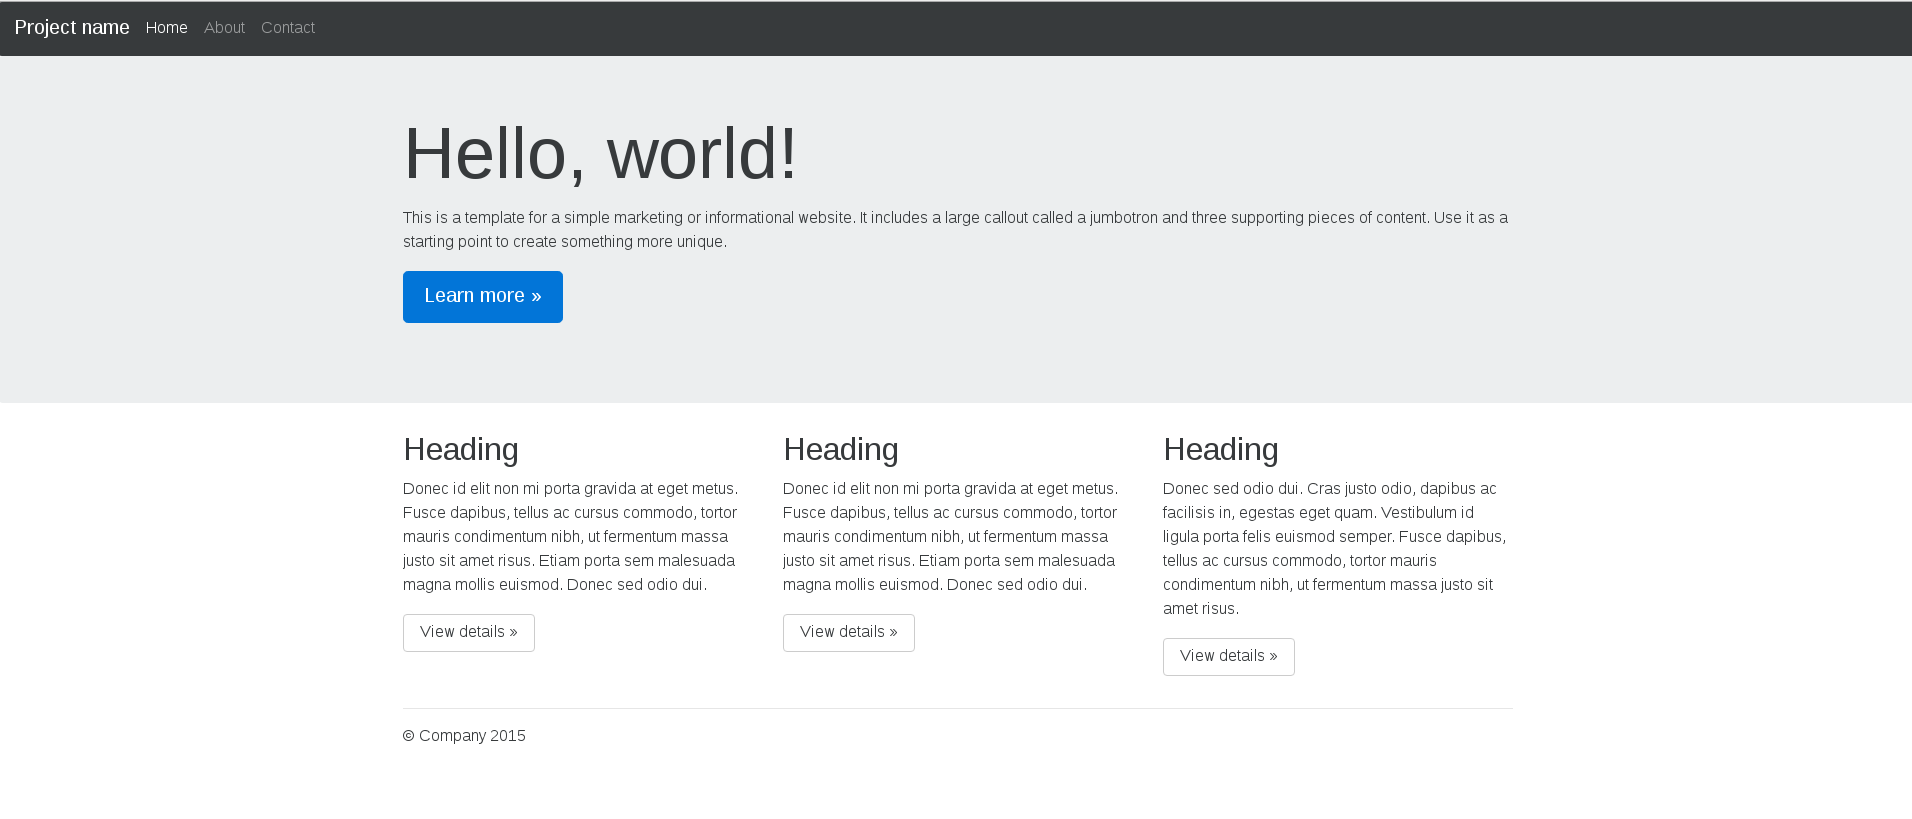 Project name Home About Contact
Hello, world!
This is a template for a simple marketing or informational website. It includes a large callout called a jumbotron and three supporting pieces of content. Use it as a
starting point to create something more unique.
Learn more »
Heading
Donec id elit non mi porta gravida at eget metus.
Fusce dapibus, tellus ac cursus commodo, tortor
mauris condimentum nibh, ut fermentum massa
justo sit amet risus. Etiam porta sem malesuada
magna mollis euismod. Donec sed odio dui.
View details »
Heading
Donec id elit non mi porta gravida at eget metus.
Fusce dapibus, tellus ac cursus commodo, tortor
mauris condimentum nibh, ut fermentum massa
justo sit amet risus. Etiam porta sem malesuada
magna mollis euismod. Donec sed odio dui.
View details »
Heading
Donec sed odio dui. Cras justo odio, dapibus ac
facilisis in, egestas eget quam. Vestibulum id
ligula porta felis euismod semper. Fusce dapibus,
tellus ac cursus commodo, tortor mauris
condimentum nibh, ut fermentum massa justo sit
amet risus.
View details »
© Company 2015